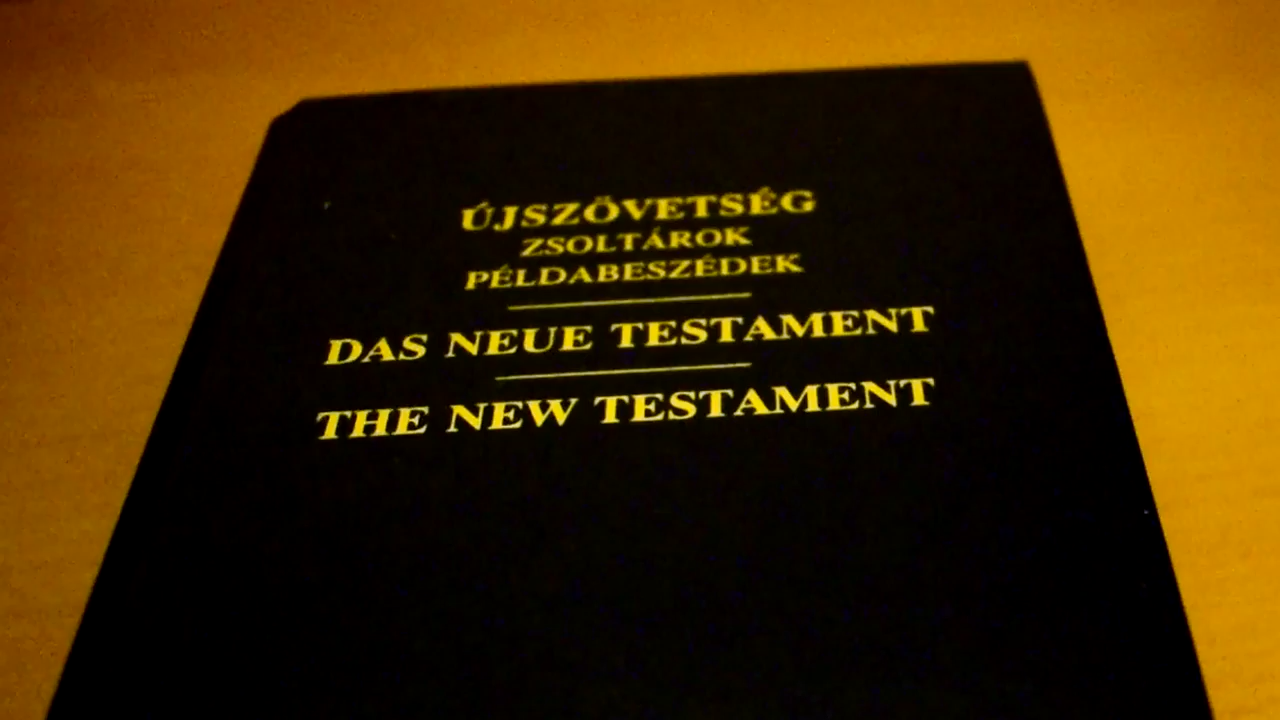 ÚJSZÖVETSÉG
ZSOLTÁROK
PÉLDABESZÉDEK
DAS NEUE TESTAMENT
THE NEW TESTAMENT